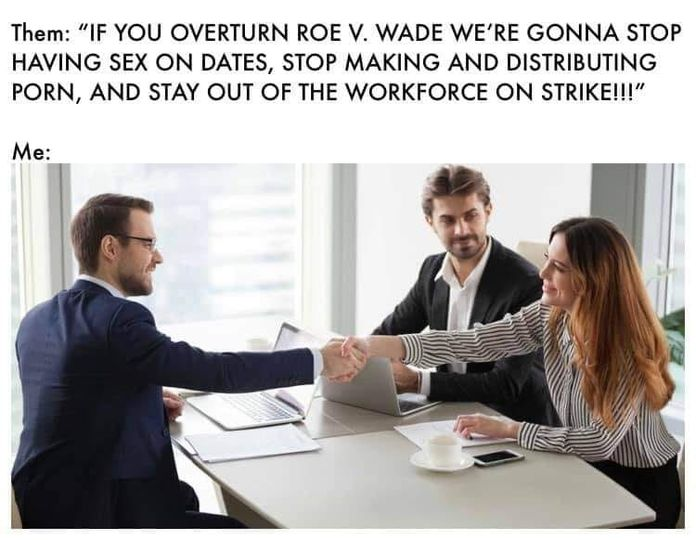 Them: “IF YOU OVERTURN ROE V. WADE WE’RE GONNA STOP
HAVING SEX ON DATES, STOP MAKING AND DISTRIBUTING
PORN, AND STAY OUT OF THE WORKFORCE ON STRIKE!!!”
Me: